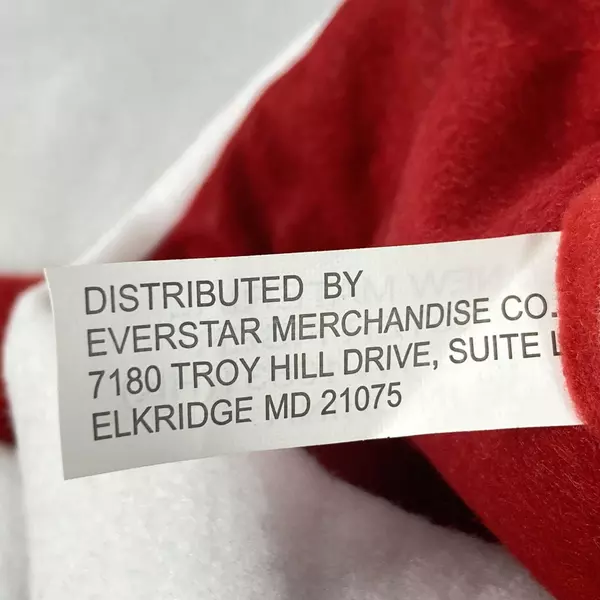 DISTRIBUTED BY
EVERSTAR MERCHANDISE CO.
7180 TROY HILL DRIVE, SUITE L
ELKRIDGE MD 21075